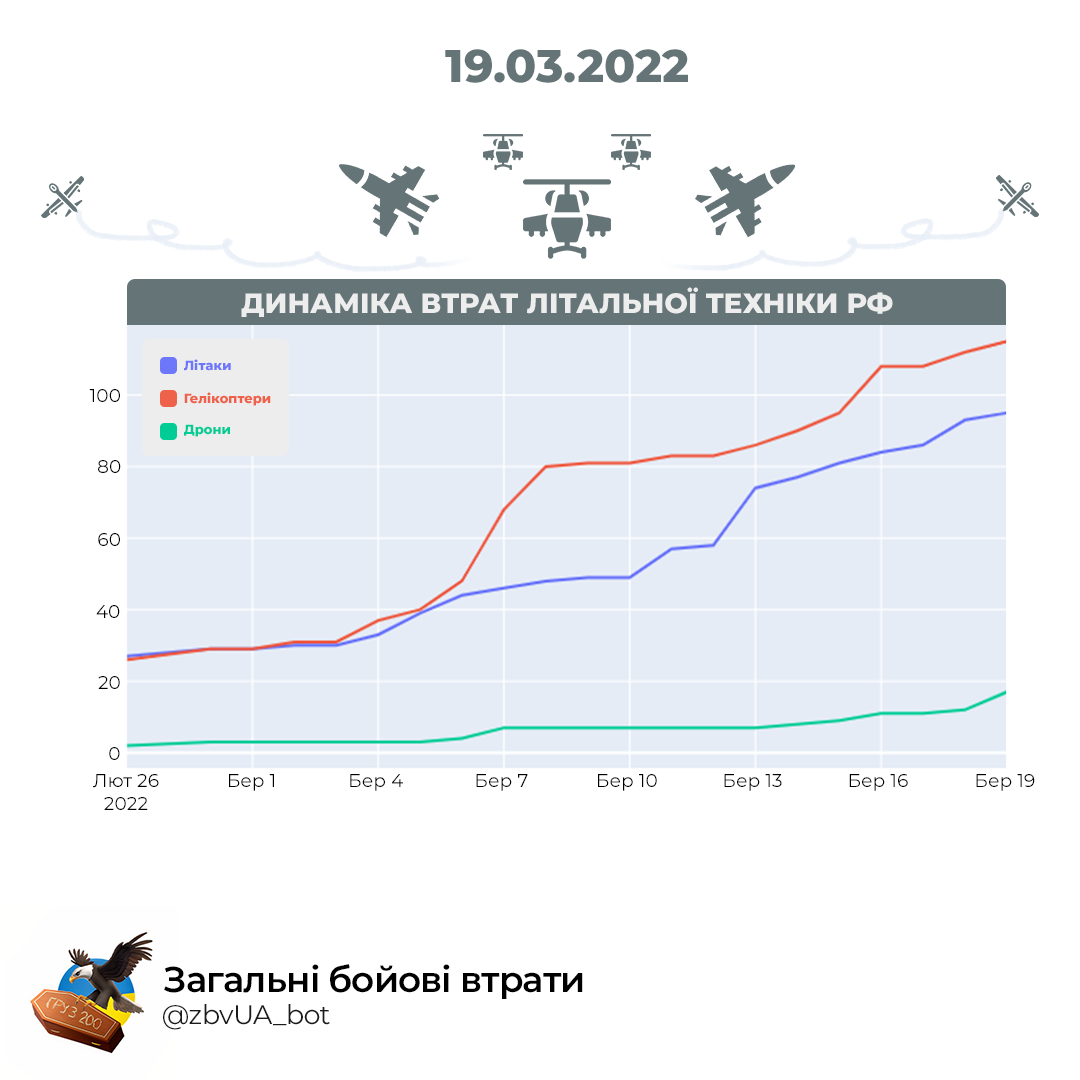 19.03.2022
ДИНАМІКА ВТРАТ ЛІТАЛЬНОЇ ТЕХНІКИ РФ
Літаки
Гелікоптери
Дрони
100
80
60
40
20
0
Лют 26 Бер 1 Бер 4 Бер 7 Бер 10 Бер 13 Бер 16 Бер 19
2022
Загальні бойові втрати
@zbvUA_bot
ГРУЗ 200